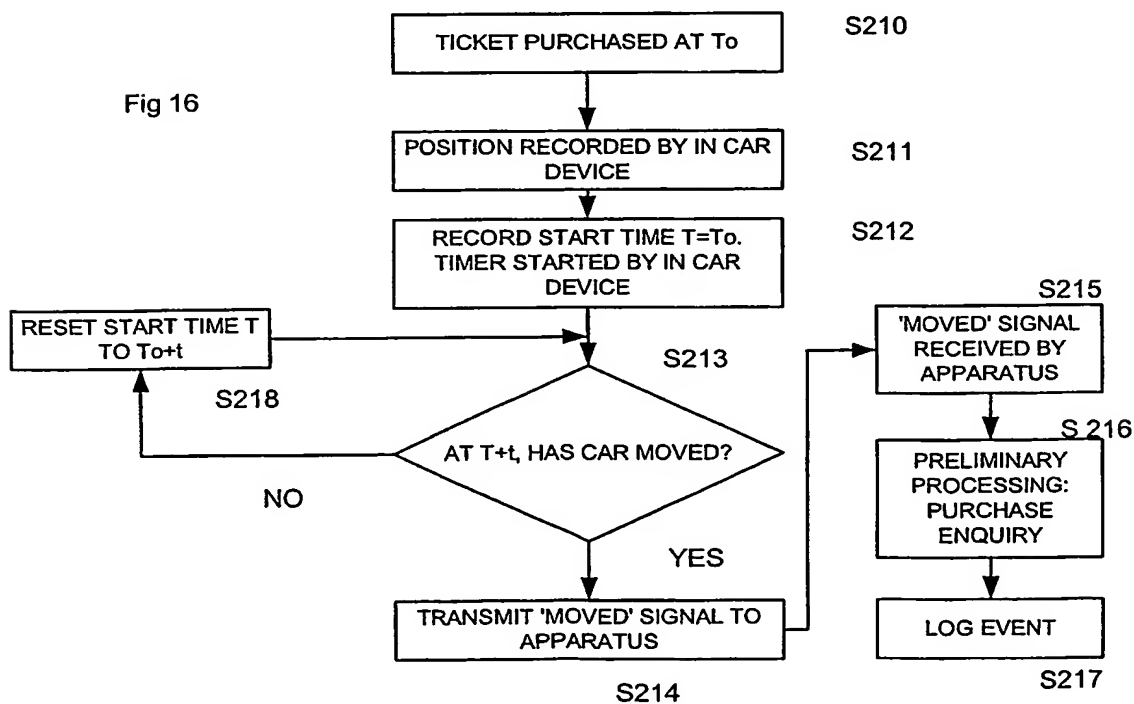 TICKET PURCHASED AT To
S210
Fig 16
POSITION RECORDED BY IN CAR
DEVICE
S211
RECORD START TIME T=To.
TIMER STARTED BY IN CAR
DEVICE
S212
RESET START TIME T
TO To+t
S218
S213
AT T+t, HAS CAR MOVED?
NO
YES
TRANSMIT 'MOVED' SIGNAL TO
APPARATUS
S214
S215
'MOVED' SIGNAL
RECEIVED BY
APPARATUS
S 216
PRELIMINARY
PROCESSING:
PURCHASE
ENQUIRY
LOG EVENT
S217